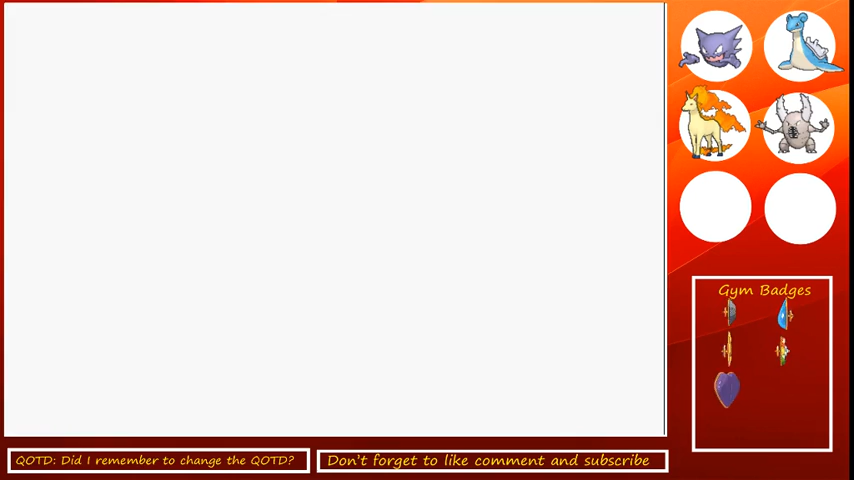 Gym Badges
QOTD: Did I remember to change the QOTD?
Don't forget to like comment and subscribe